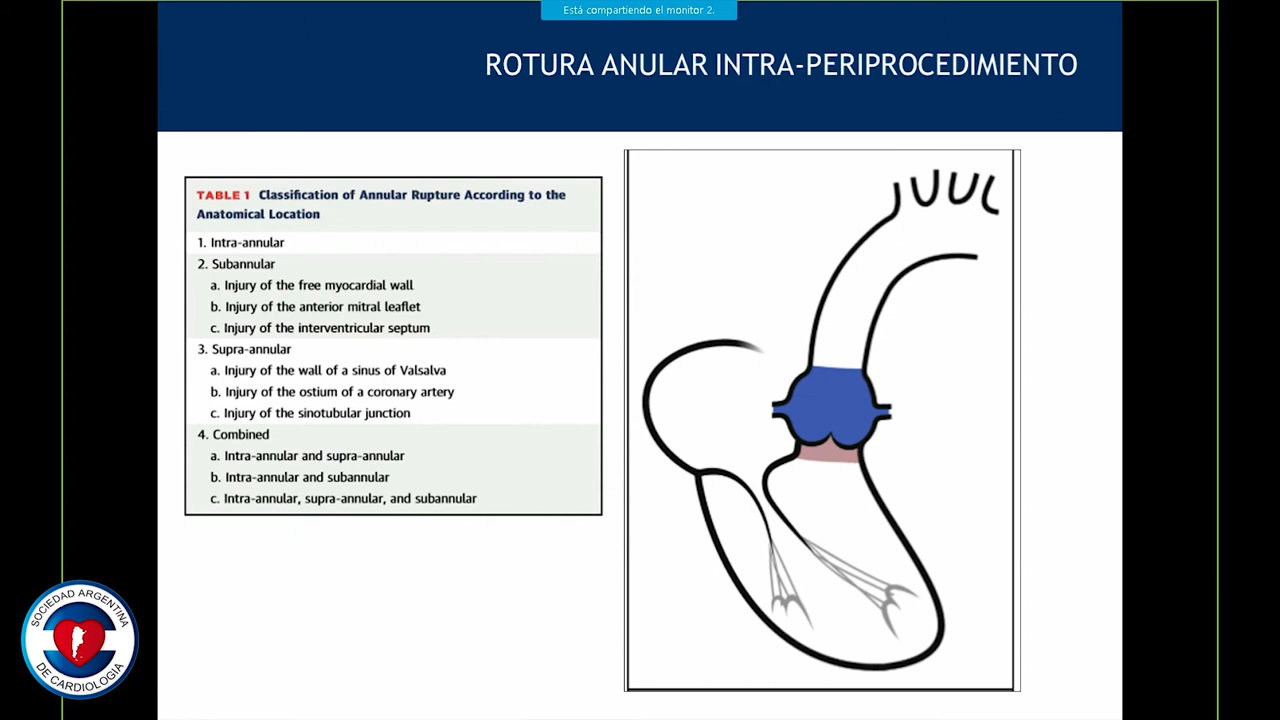 Está compartiendo el monitor 2.
ROTURA ANULAR INTRA-PERIPROCEDIMIENTO
TABLE 1 Classification of Annular Rupture According to the
Anatomical Location
1. Intra-annular
2. Subannular
a. Injury of the free myocardial wall
b. Injury of the anterior mitral leaflet
c. Injury of the interventricular septum
3. Supra-annular
a. Injury of the wall of a sinus of Valsalva
b. Injury of the ostium of a coronary artery
c. Injury of the sinotubular junction
4. Combined
a. Intra-annular and supra-annular
b. Intra-annular and subannular
c. Intra-annular, supra-annular, and subannular
SOCIEDAD ARGENTINA
DE CARDIOLOGIA